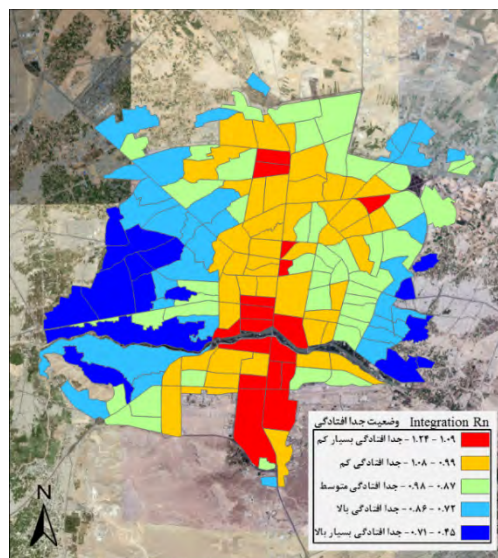 N
وضعیت جدا افتادگی Integration Rn
۱.۲۴ - ۱.۰۹ - جدا افتادگی بسیار کم
۱.۰۸ - ۰.۹۹ - جدا افتادگی کم
۰.۹۸ - ۰.۸۷ - جدا افتادگی متوسط
۰.۸۶ - ۰.۷۲ - جدا افتادگی بالا
۰.۷۱ - ۰.۴۵ - جدا افتادگی بسیار بالا